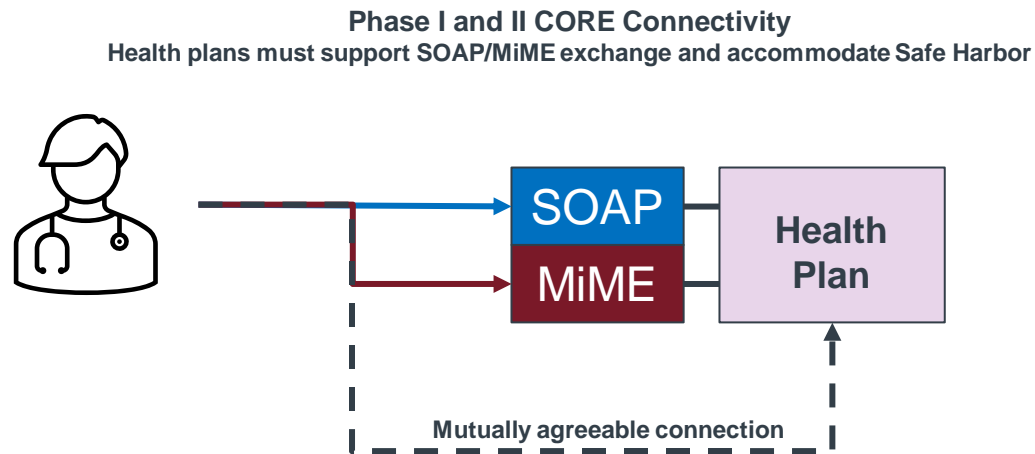 Phase I and II CORE Connectivity
Health plans must support SOAP/MiME exchange and accommodate Safe Harbor
SOAP
MiME
Health
Plan
Mutually agreeable connection